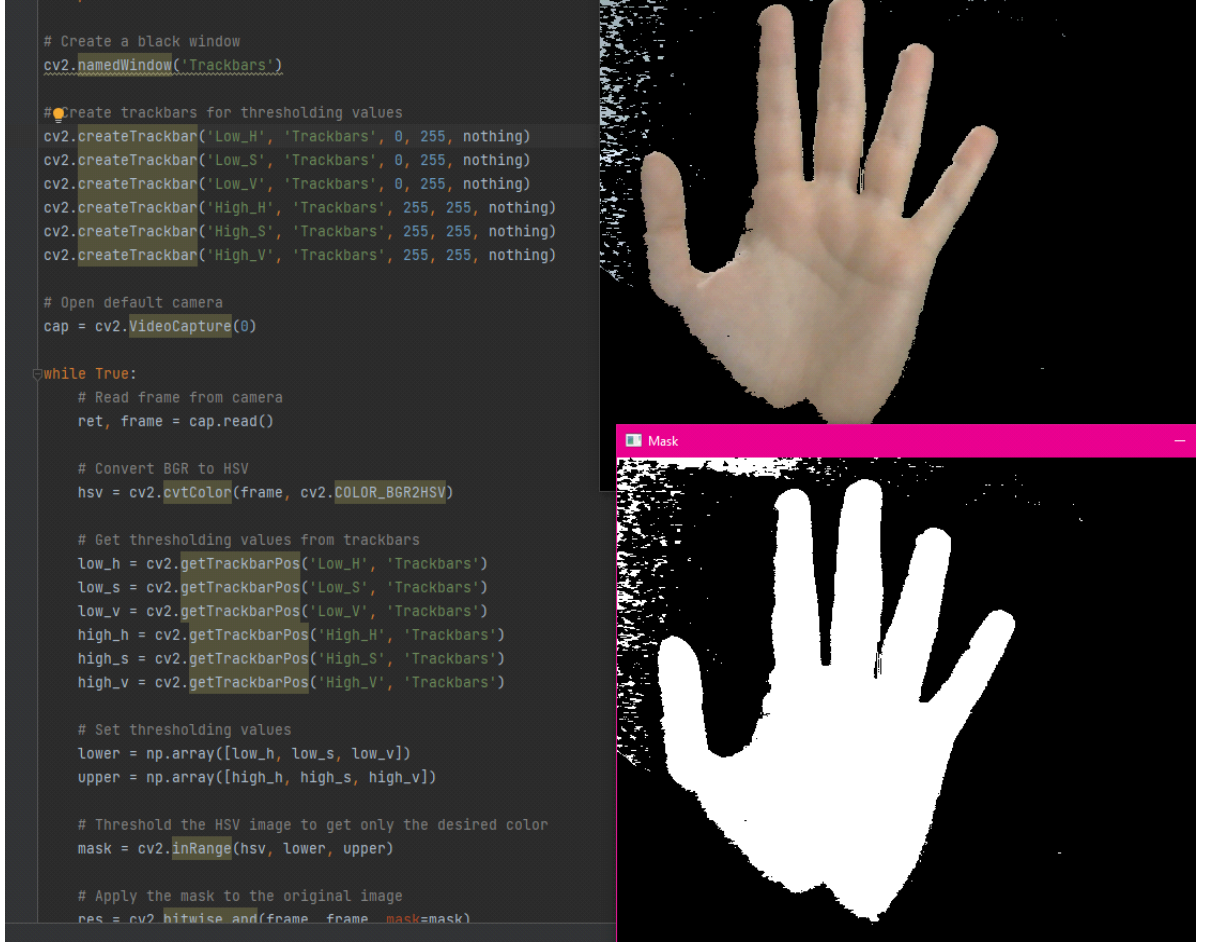 # Create a black window
cv2.namedWindow('Trackbars')
# Create trackbars for thresholding values
cv2.createTrackbar('Low_H', 'Trackbars', 0, 255, nothing)
cv2.createTrackbar('Low_S', 'Trackbars', 0, 255, nothing)
cv2.createTrackbar('Low_V', 'Trackbars', 0, 255, nothing)
cv2.createTrackbar('High_H', 'Trackbars', 255, 255, nothing)
cv2.createTrackbar('High_S', 'Trackbars', 255, 255, nothing)
cv2.createTrackbar('High_V', 'Trackbars', 255, 255, nothing)
# Open default camera
cap = cv2.VideoCapture(0)
while True:
# Read frame from camera
ret, frame = cap.read()
# Convert BGR to HSV
hsv = cv2.cvtColor(frame, cv2.COLOR_BGR2HSV)
# Get thresholding values from trackbars
low_h = cv2.getTrackbarPos('Low_H', 'Trackbars')
low_s = cv2.getTrackbarPos('Low_S', 'Trackbars')
low_v = cv2.getTrackbarPos('Low_V', 'Trackbars')
high_h = cv2.getTrackbarPos('High_H', 'Trackbars')
high_s = cv2.getTrackbarPos('High_S', 'Trackbars')
high_v = cv2.getTrackbarPos('High_V', 'Trackbars')
# Set thresholding values
lower = np.array([low_h, low_s, low_v])
upper = np.array([high_h, high_s, high_v])
# Threshold the HSV image to get only the desired color
mask = cv2.inRange(hsv, lower, upper)
# Apply the mask to the original image
res = cv2.bitwise_and(frame, frame, mask=mask)
Mask